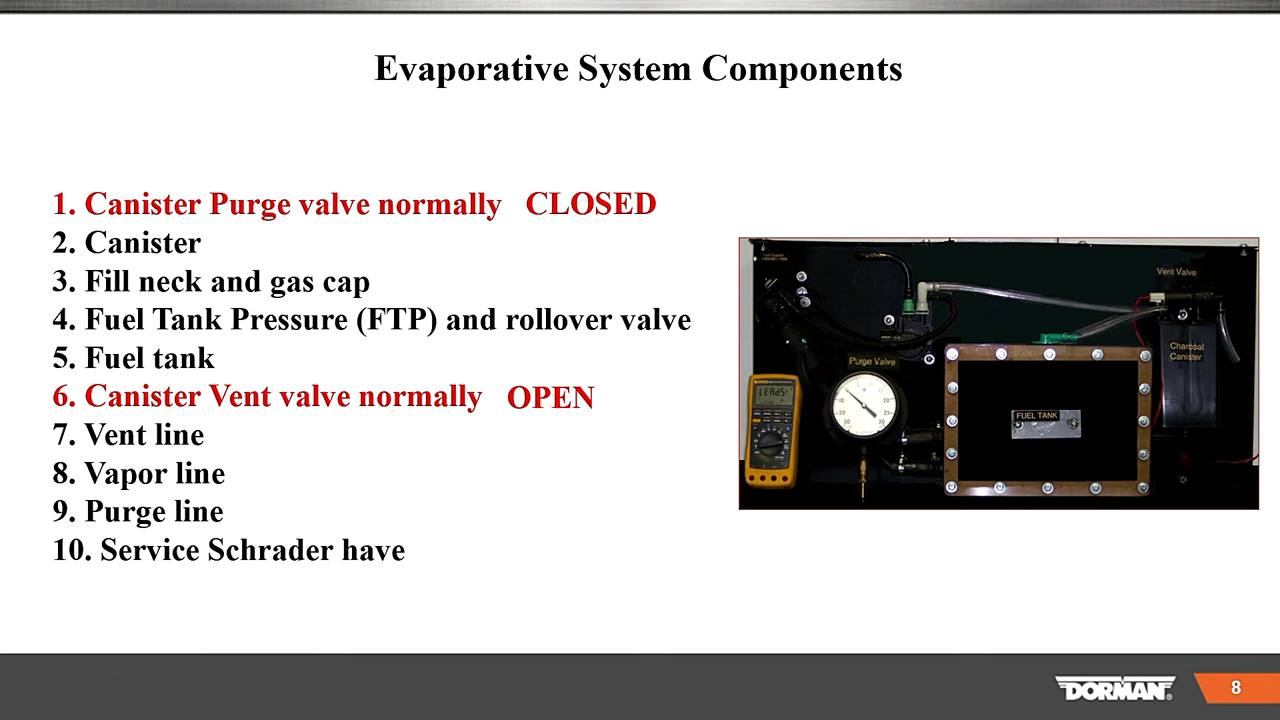 Evaporative System Components
1. Canister Purge valve normally CLOSED
2. Canister
3. Fill neck and gas cap
4. Fuel Tank Pressure (FTP) and rollover valve
5. Fuel tank
6. Canister Vent valve normally OPEN
7. Vent line
8. Vapor line
9. Purge line
10. Service Schrader have
Vent Valve
Charcoal
Canister
Purge Valve
LEAdS
FUEL TANK
DORMAN
8